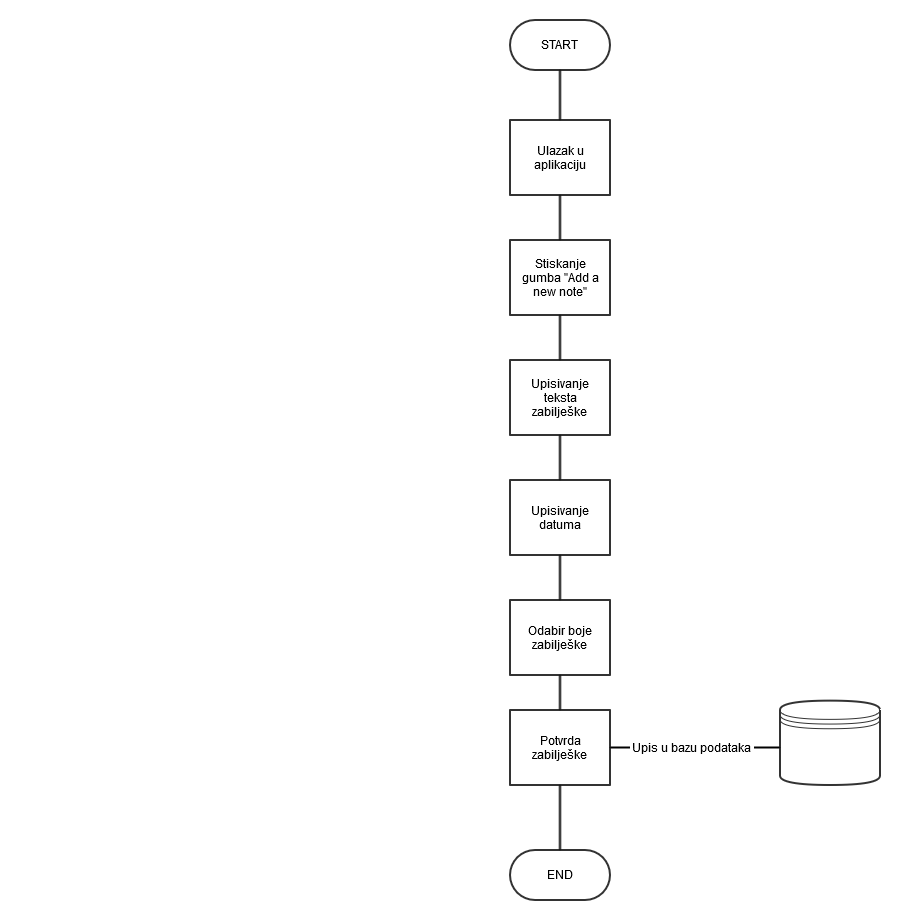 START
Ulazak u
aplikaciju
Stiskanje
gumba "Add a
new note"
Upisivanje
teksta
zabilješke
Upisivanje
datuma
Odabir boje
zabilješke
Potvrda
zabilješke
Upis u bazu podataka
END